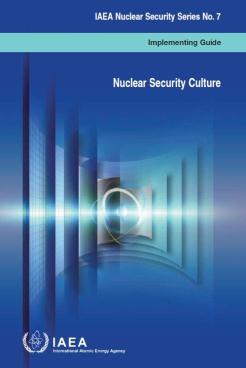 IAEA Nuclear Security Series No. 7
Implementing Guide
Nuclear Security Culture
IAEA
International Atomic Energy Agency